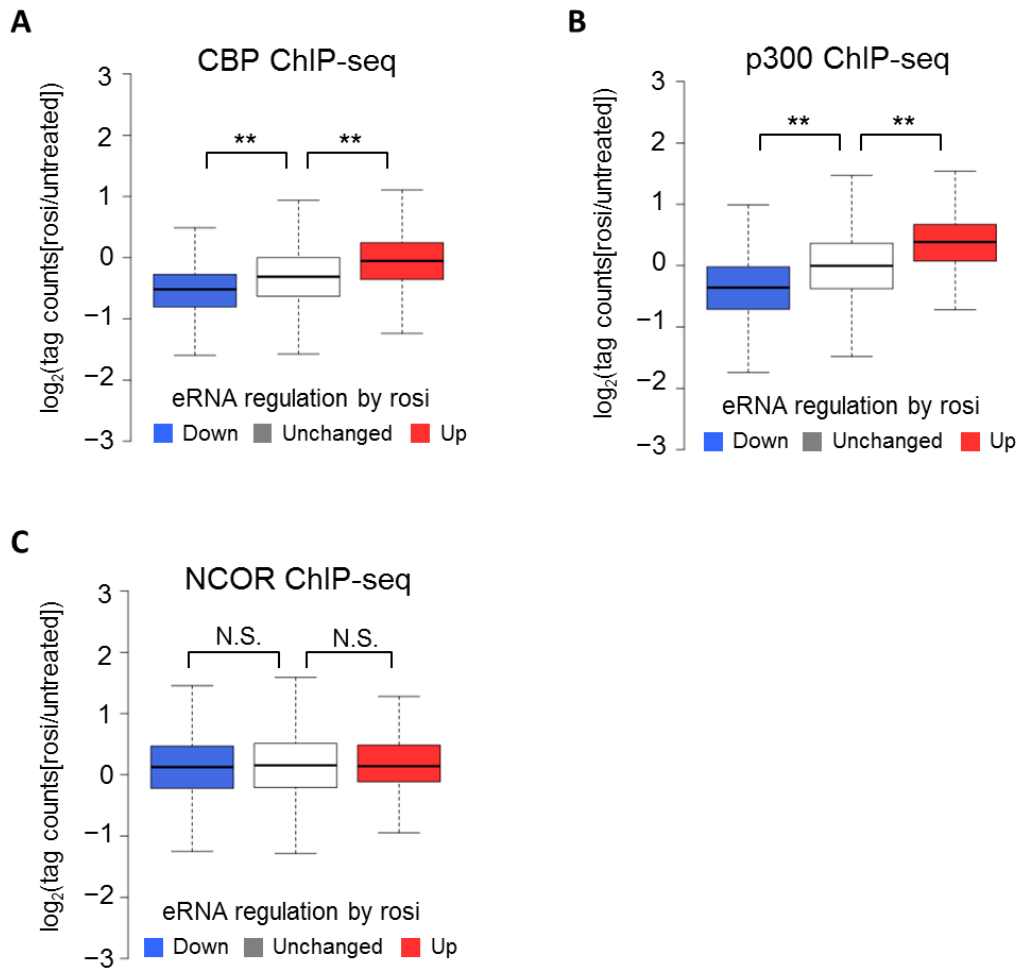 A
CBP ChIP-seq
log2(tag counts[rosi/untreated])
3
2
1
0
−1
−2
−3
**
**
eRNA regulation by rosi
Down Unchanged Up
B
p300 ChIP-seq
log2(tag counts[rosi/untreated])
3
2
1
0
−1
−2
−3
**
**
eRNA regulation by rosi
Down Unchanged Up
C
NCOR ChIP-seq
log2(tag counts[rosi/untreated])
3
2
1
0
−1
−2
−3
N.S.
N.S.
eRNA regulation by rosi
Down Unchanged Up